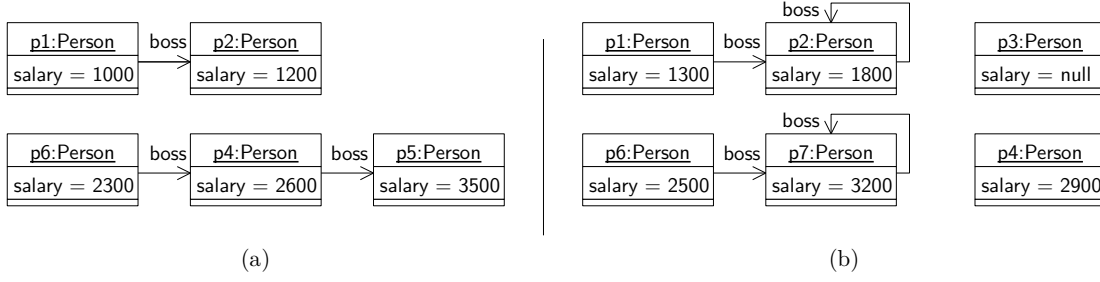 boss
p1:Person boss p2:Person
salary = 1000 salary = 1200
p6:Person boss p4:Person boss p5:Person
salary = 2300 salary = 2600 salary = 3500
(a)
p1:Person boss p2:Person p3:Person
salary = 1300 salary = 1800 salary = null
boss
p6:Person boss p7:Person p4:Person
salary = 2500 salary = 3200 salary = 2900
(b)